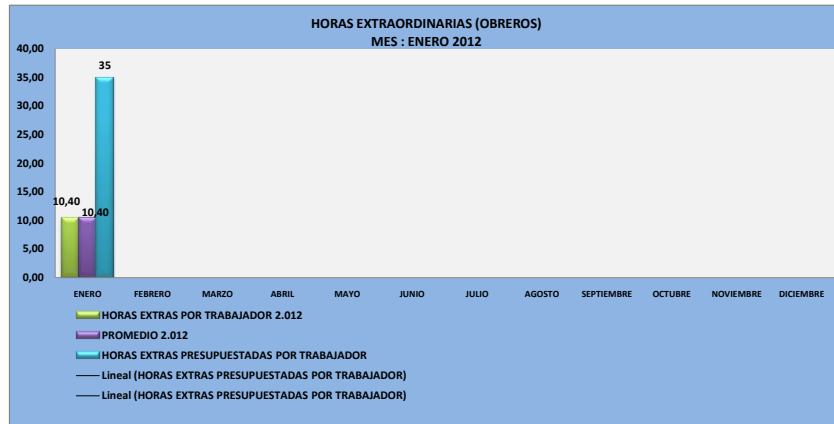 HORAS EXTRAORDINARIAS (OBREROS)
MES : ENERO 2012
40,00
35,00
30,00
25,00
20,00
15,00
10,00
5,00
0,00
10,40
10,40
35
ENERO
FEBRERO
MARZO
ABRIL
MAYO
JUNIO
JULIO
AGOSTO
SEPTIEMBRE
OCTUBRE
NOVIEMBRE
DICIEMBRE
HORAS EXTRAS POR TRABAJADOR 2.012
PROMEDIO 2.012
HORAS EXTRAS PRESUPUESTADAS POR TRABAJADOR
Lineal (HORAS EXTRAS PRESUPUESTADAS POR TRABAJADOR)
Lineal (HORAS EXTRAS PRESUPUESTADAS POR TRABAJADOR)